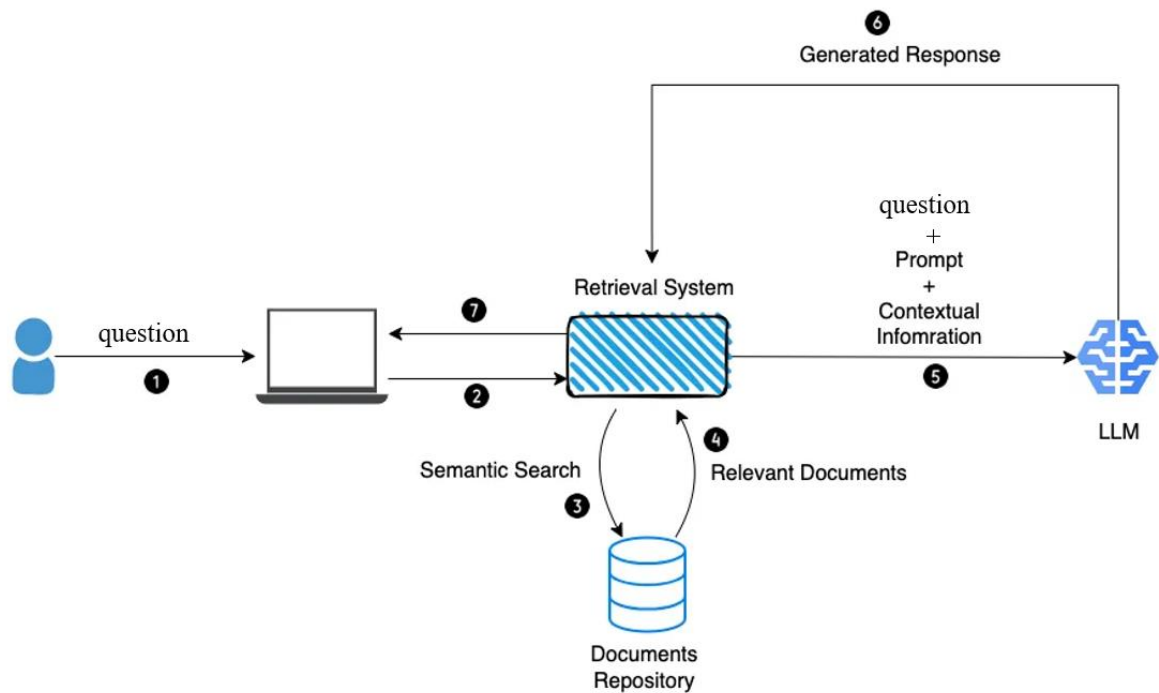 6
Generated Response
question
+
Prompt
+
Contextual
Infomration
Retrieval System
7
question
1
2
5
LLM
4
Semantic Search
Relevant Documents
3
Documents
Repository